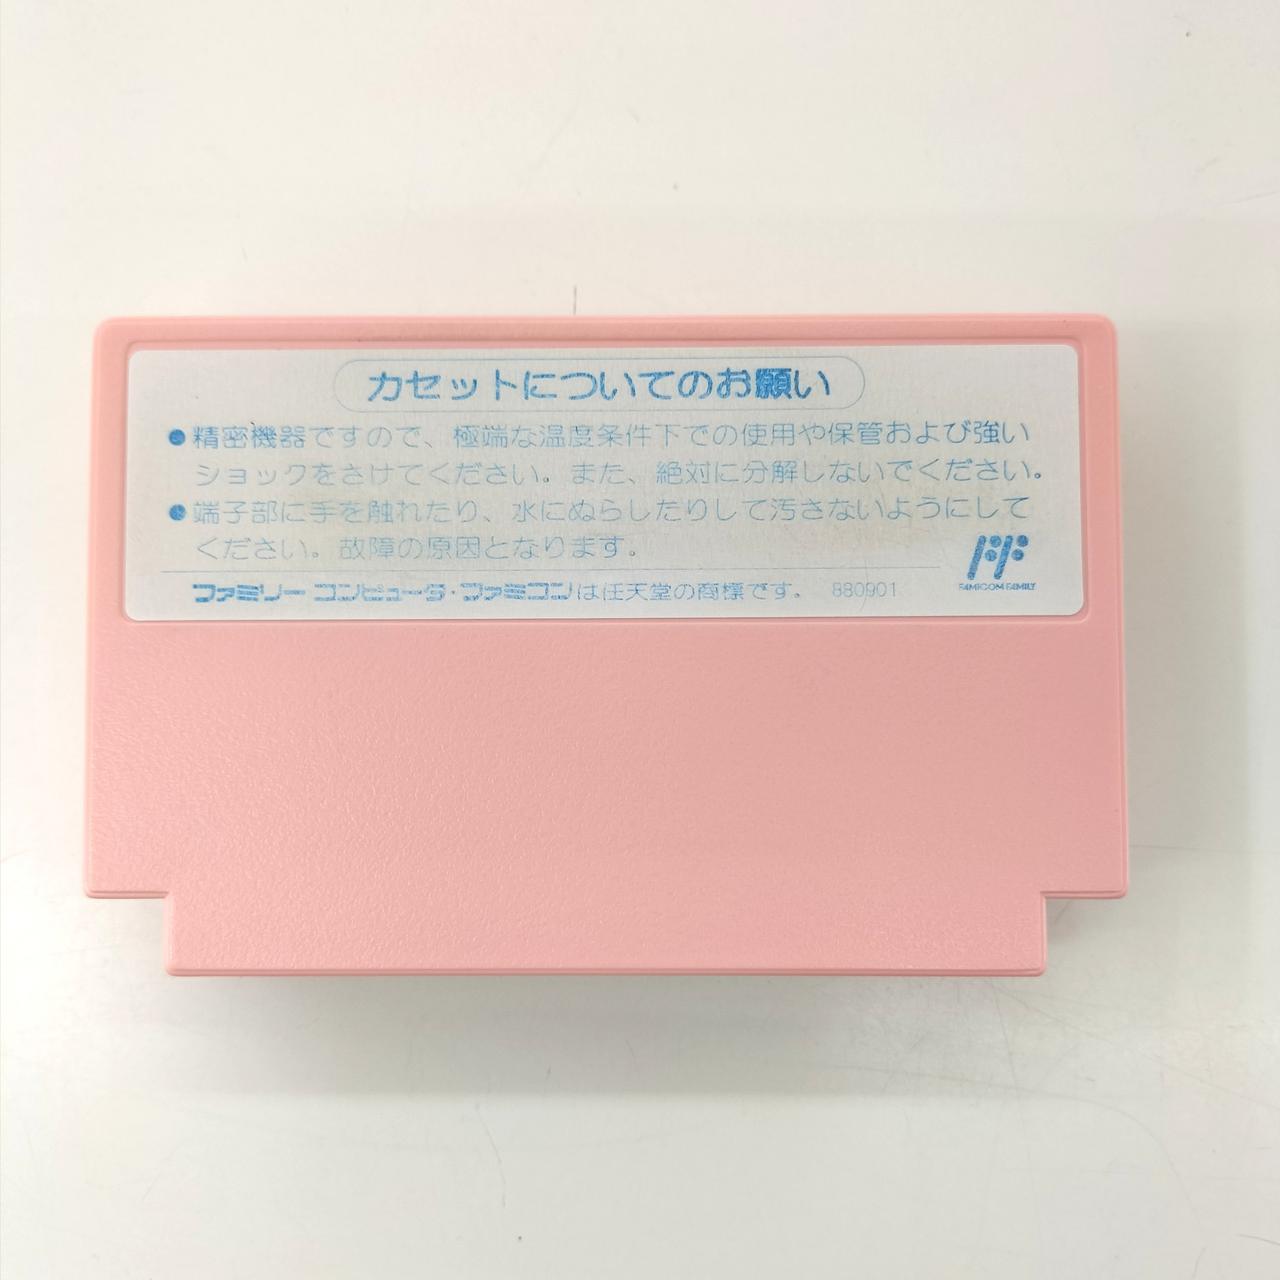 カセットについてのお願い
●精密機器ですので、極端な温度条件下での使用や保管および強い
ショックをさけてください。また、絶対に分解しないでください。
●端子部に手を触れたり、水にぬらしたりして汚さないようにして
ください。故障の原因となります。
ファミリーコンピュータ・ファミコンは任天堂の商標です。 880901
FAMICOM FAMILY